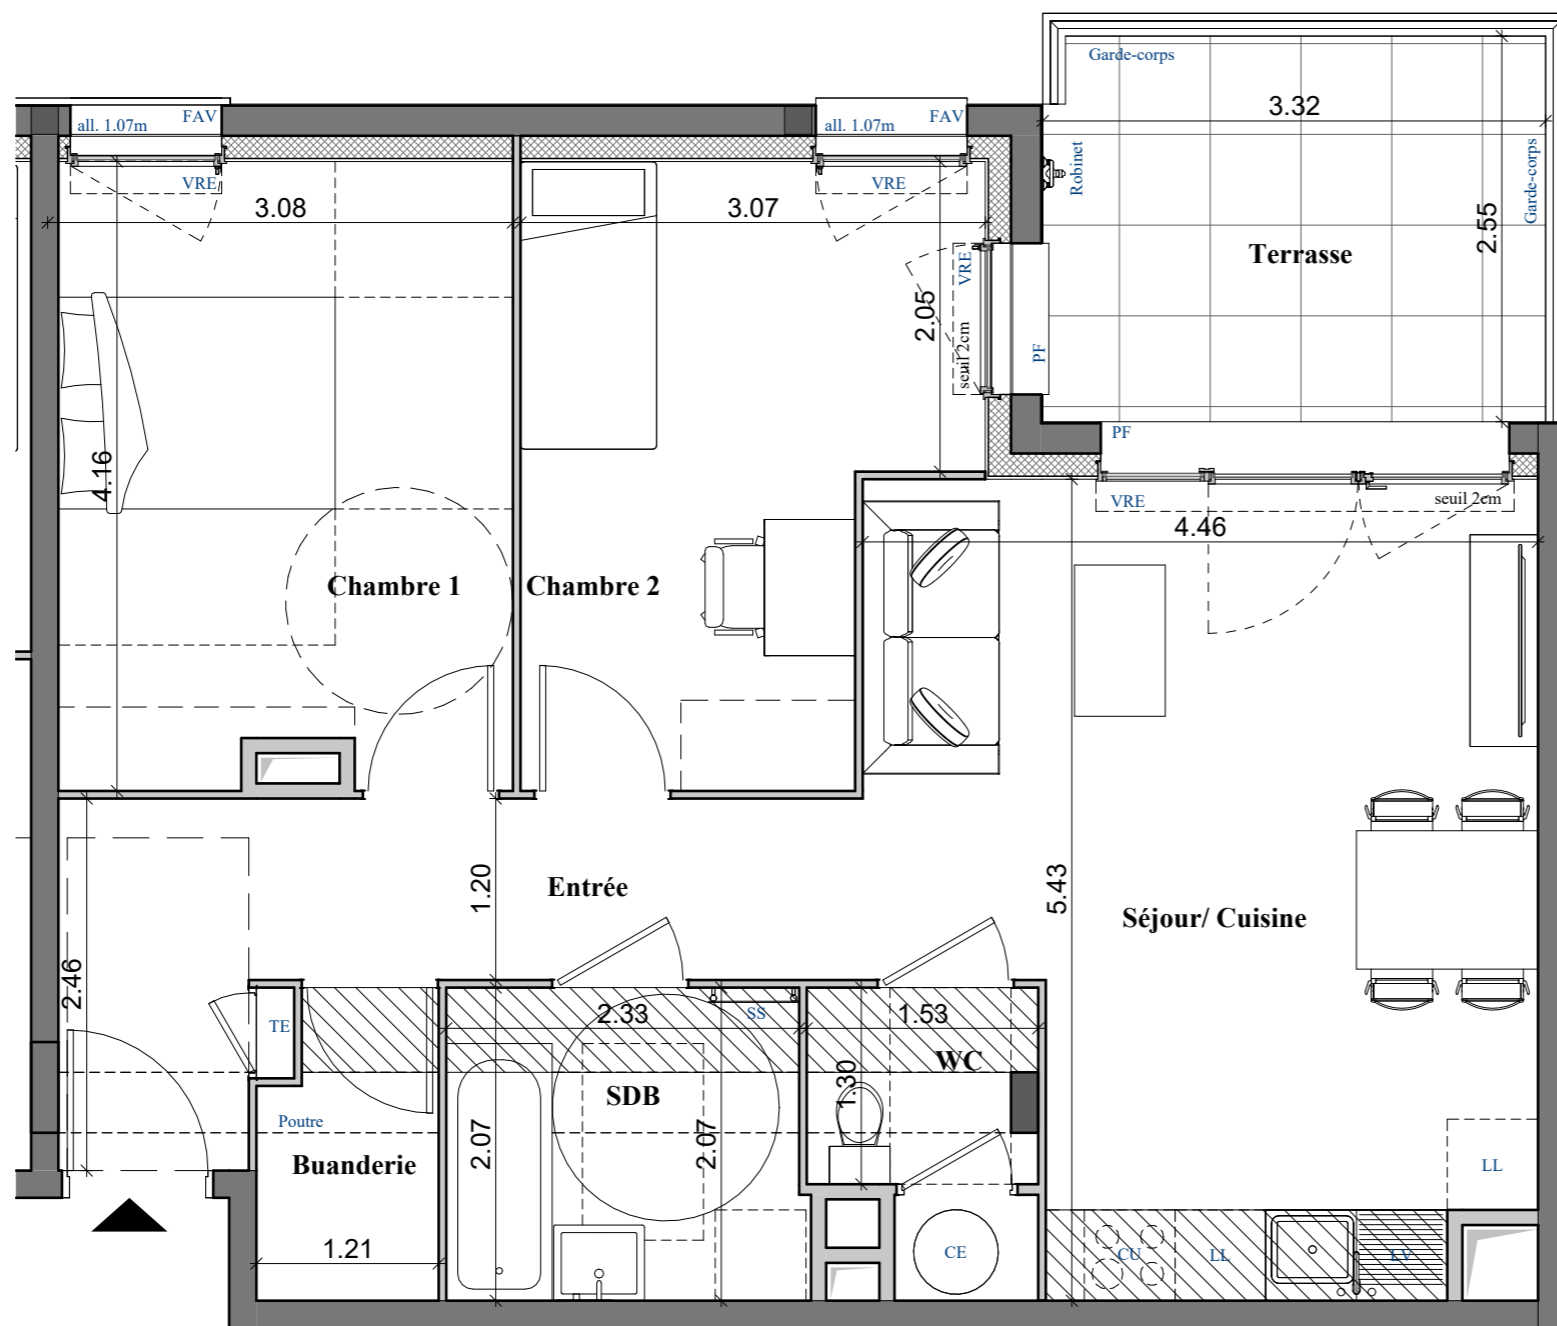 Garde-corps
3.32
FAV
all. 1.07m
FAV
all. 1.07m
Robinet
Garde-corps
VRE
VRE
3.08
3.07
2.55
Terrasse
VRE
2.05
seuil 2cm
PF
PF
VRE
seuil 2cm
4.46
4.16
Chambre 1
Chambre 2
1.20
Entrée
5.43
Séjour/ Cuisine
2.46
TE
2.33
SS
1.53
WC
1.30
SDB
Poutre
2.07
2.07
Buanderie
LL
1.21
CE
CU
LL
LV